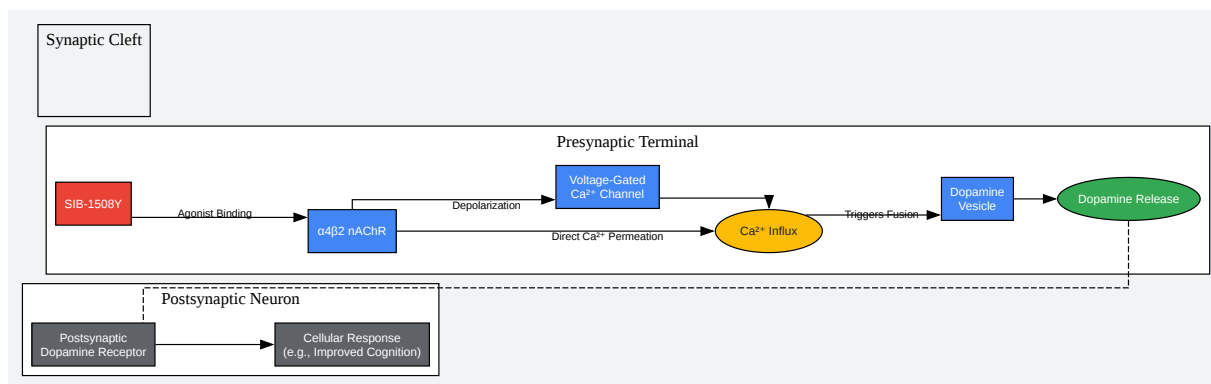 Synaptic Cleft
Presynaptic Terminal
SIB-1508Y
Agonist Binding
α4β2 nAChR
Depolarization
Voltage-Gated
Ca²⁺ Channel
Direct Ca²⁺ Permeation
Ca²⁺ Influx
Triggers Fusion
Dopamine
Vesicle
Dopamine Release
Postsynaptic Neuron
Postsynaptic
Dopamine Receptor
Cellular Response
(e.g., Improved Cognition)